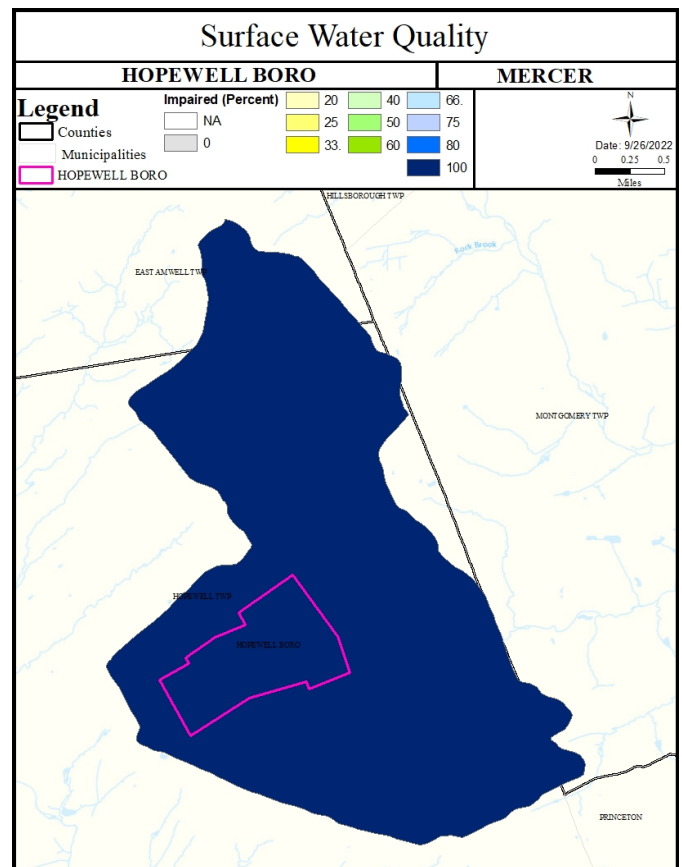 Surface Water Quality
HOPEWELL BORO
MERCER
Legend
Counties
Municipalities
HOPEWELL BORO
Impaired (Percent)
NA
0
20
25
33.
40
50
60
66.
75
80
100
N
Date: 9/26/2022
0 0.25 0.5
Miles
HILLSBOROUGH TWP
Rock Brook
EAST AMWELL TWP
MONTGOMERY TWP
HOPEWELL TWP
HOPEWELL BORO
PRINCETON